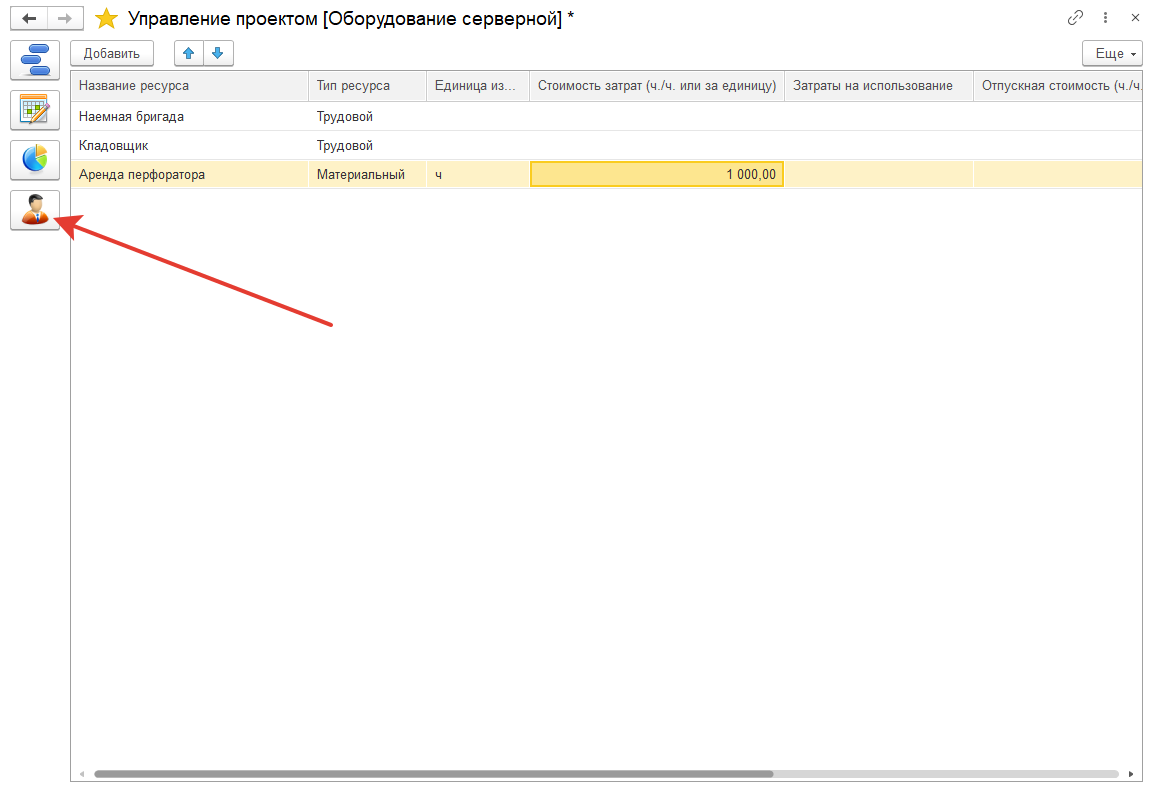 Управление проектом [Оборудование серверной] *
Добавить
Еще
Название ресурса Тип ресурса Единица из... Стоимость затрат (ч./ч. или за единицу) Затраты на использование Отпускная стоимость (ч./ч.
Наемная бригада Трудовой
Кладовщик Трудовой
Аренда перфоратора Материальный ч 1 000,00